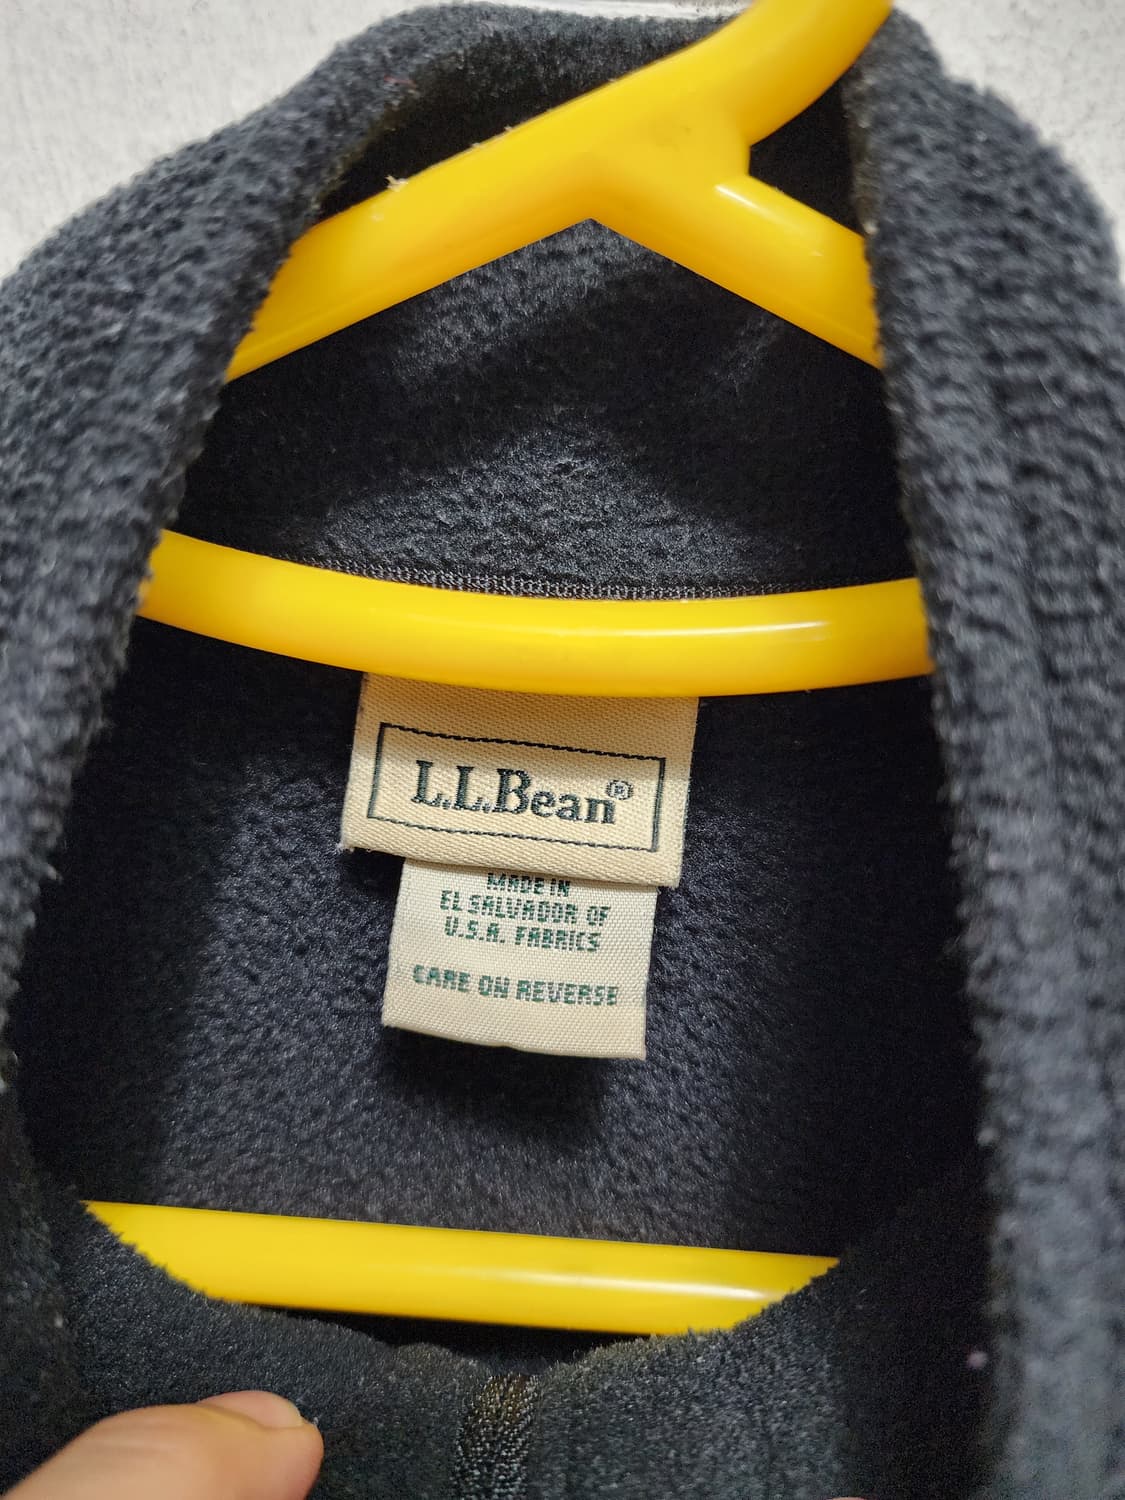 L.L.Bean®
MADE IN
EL SALVADOR OF
U.S.A. FABRICS
CARE ON REVERSE